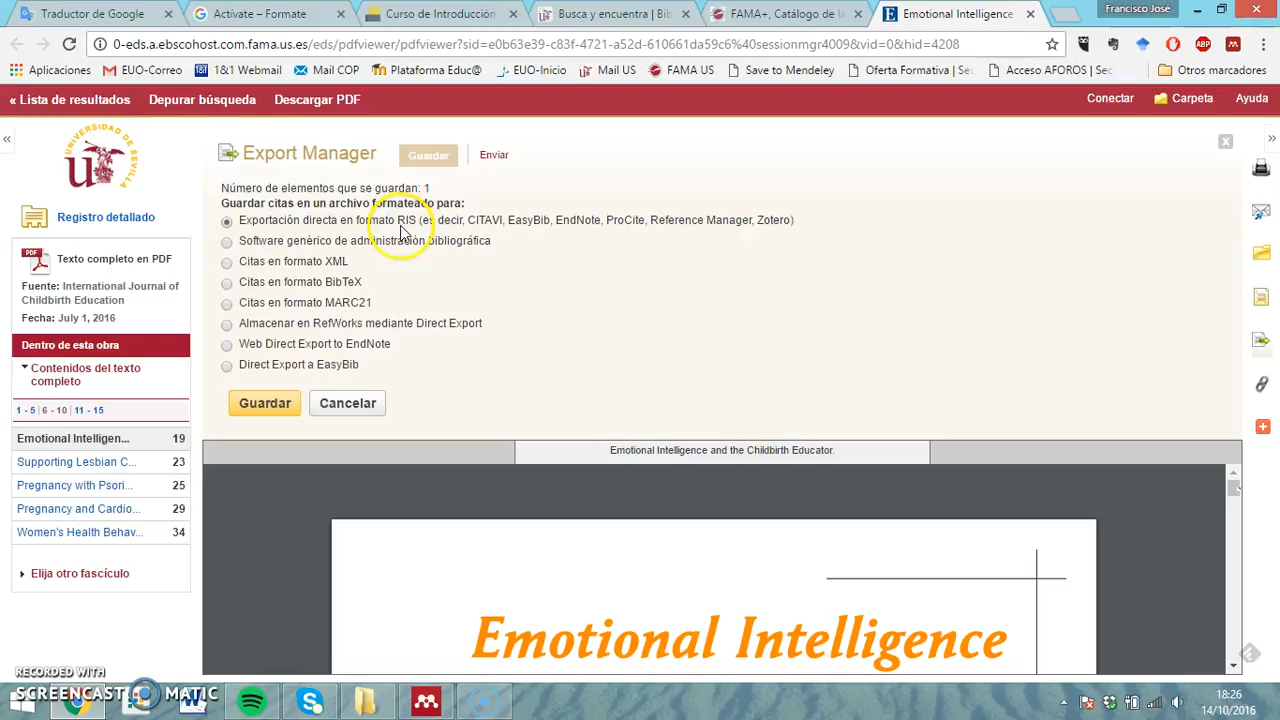 Traductor de Google
Activate – Formate
Curso de Introducción
Busca y encuentra | Bib
FAMA+, Catálogo de la
Emotional Intelligence
Francisco José
0-eds.a.ebscohost.com.fama.us.es/eds/pdfviewer/pdfviewer?sid=e0b63e39-c83f-4721-a52d-610661da59c6%40sessionmgr4009&vid=0&hid=4208
Aplicaciones
EUO-Correo
1&1 Webmail
Mail COP
Plataforma Educ@
EUO-Inicio
Mail US
FAMA US
Save to Mendeley
Oferta Formativa | Sec
Acceso AFOROS | Sec
Otros marcadores
« Lista de resultados
Depurar búsqueda
Descargar PDF
Conectar
Carpeta
Ayuda
UNIVERSIDAD DE SEVILLA
Registro detallado
PDF
Texto completo en PDF
Fuente: International Journal of
Childbirth Education
Fecha: July 1, 2016
Dentro de esta obra
Contenidos del texto
completo
1 - 5 | 6 - 10 | 11 - 15
Emotional Intelligen... 19
Supporting Lesbian C... 23
Pregnancy with Psori... 25
Pregnancy and Cardio... 29
Women's Health Behav... 34
Elija otro fascículo
Export Manager
Guardar
Enviar
Número de elementos que se guardan: 1
Guardar citas en un archivo formateado para:
Exportación directa en formato RIS (es decir, CITAVI, EasyBib, EndNote, ProCite, Reference Manager, Zotero)
Software genérico de administración bibliográfica
Citas en formato XML
Citas en formato BibTeX
Citas en formato MARC21
Almacenar en RefWorks mediante Direct Export
Web Direct Export to EndNote
Direct Export a EasyBib
Guardar
Cancelar
Emotional Intelligence and the Childbirth Educator.
Emotional Intelligence
RECORDED WITH
SCREENCAST MATIC
18:26
14/10/2016